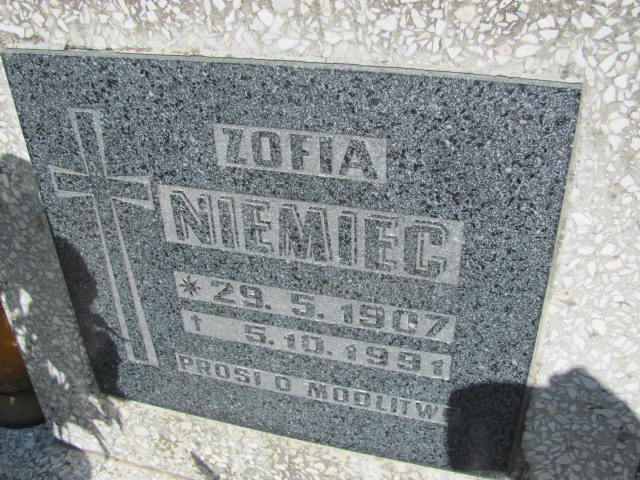 ZOFIA
NIEMIEC
* 29. 5. 1907
† 5.10.1991
PROSI O MODLITWĘ